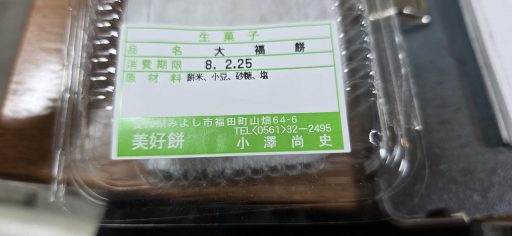 生菓子
品名 大福餅
消費期限 8. 2.25
原材料 餅米、小豆、砂糖、塩
みよし市福田町山畑64-6
TEL(0561)32-2495
美好餅 小澤尚史